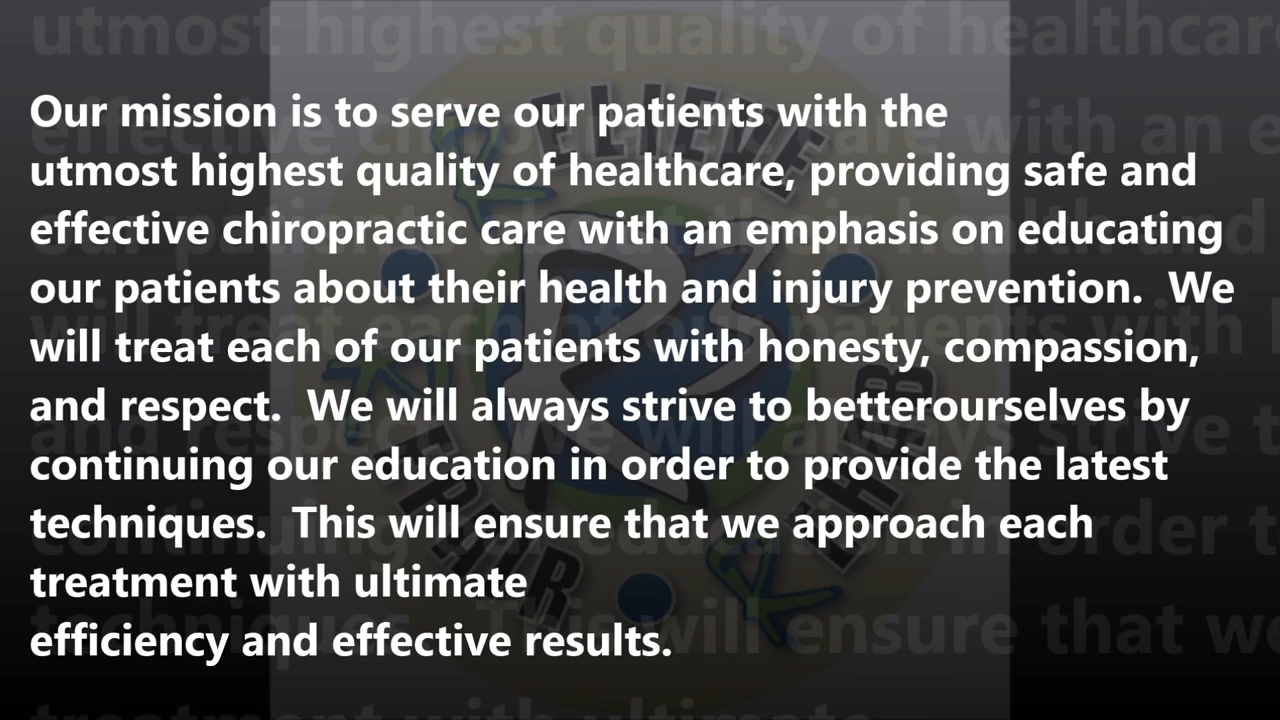 Our mission is to serve our patients with the
utmost highest quality of healthcare, providing safe and
effective chiropractic care with an emphasis on educating
our patients about their health and injury prevention.  We
will treat each of our patients with honesty, compassion,
and respect.  We will always strive to betterourselves by
continuing our education in order to provide the latest
techniques.  This will ensure that we approach each
treatment with ultimate
efficiency and effective results.